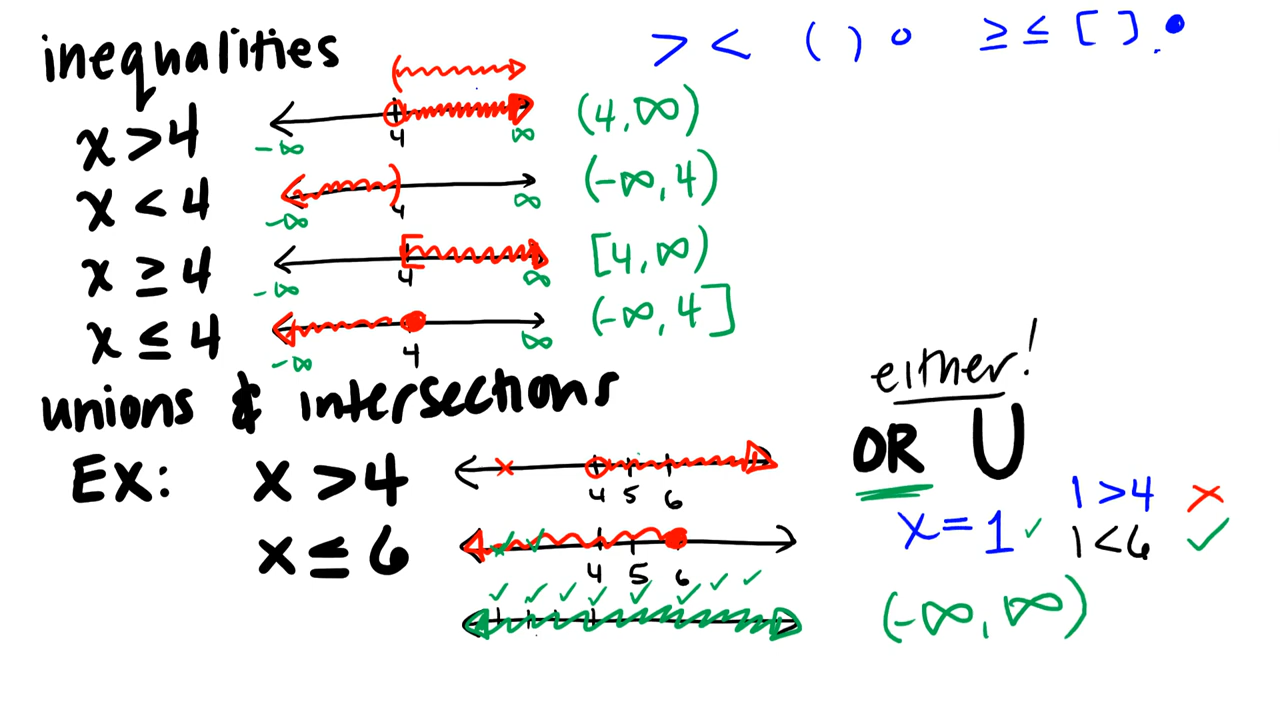 inequalities
> < ( ) ∘ ≥ ≤ [ ] . •
x > 4
-∞ 4 ∞
(4, ∞)
x < 4
-∞ 4 ∞
(-∞, 4)
x ≥ 4
-∞ 4 ∞
[4, ∞)
x ≤ 4
-∞ 4 ∞
(-∞, 4]
unions & intersections
either!
OR U
EX: x > 4
4 5 6
x ≤ 6
4 5 6
x = 1 ✓
1 > 4 ×
1 < 6 ✓
✓ ✓ ✓ ✓ ✓ ✓ ✓ ✓
(-∞, ∞)